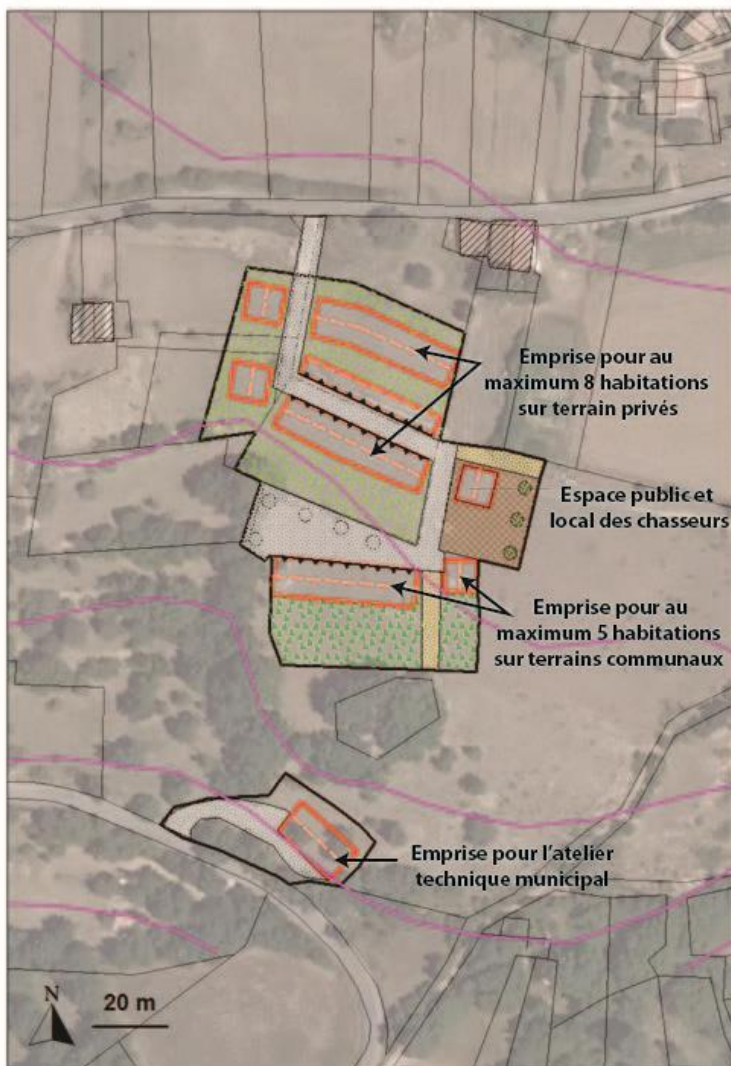 Emprise pour au
maximum 8 habitations
sur terrain privés
Espace public et
local des chasseurs
Emprise pour au
maximum 5 habitations
sur terrains communaux
Emprise pour l'atelier
technique municipal
N
20 m